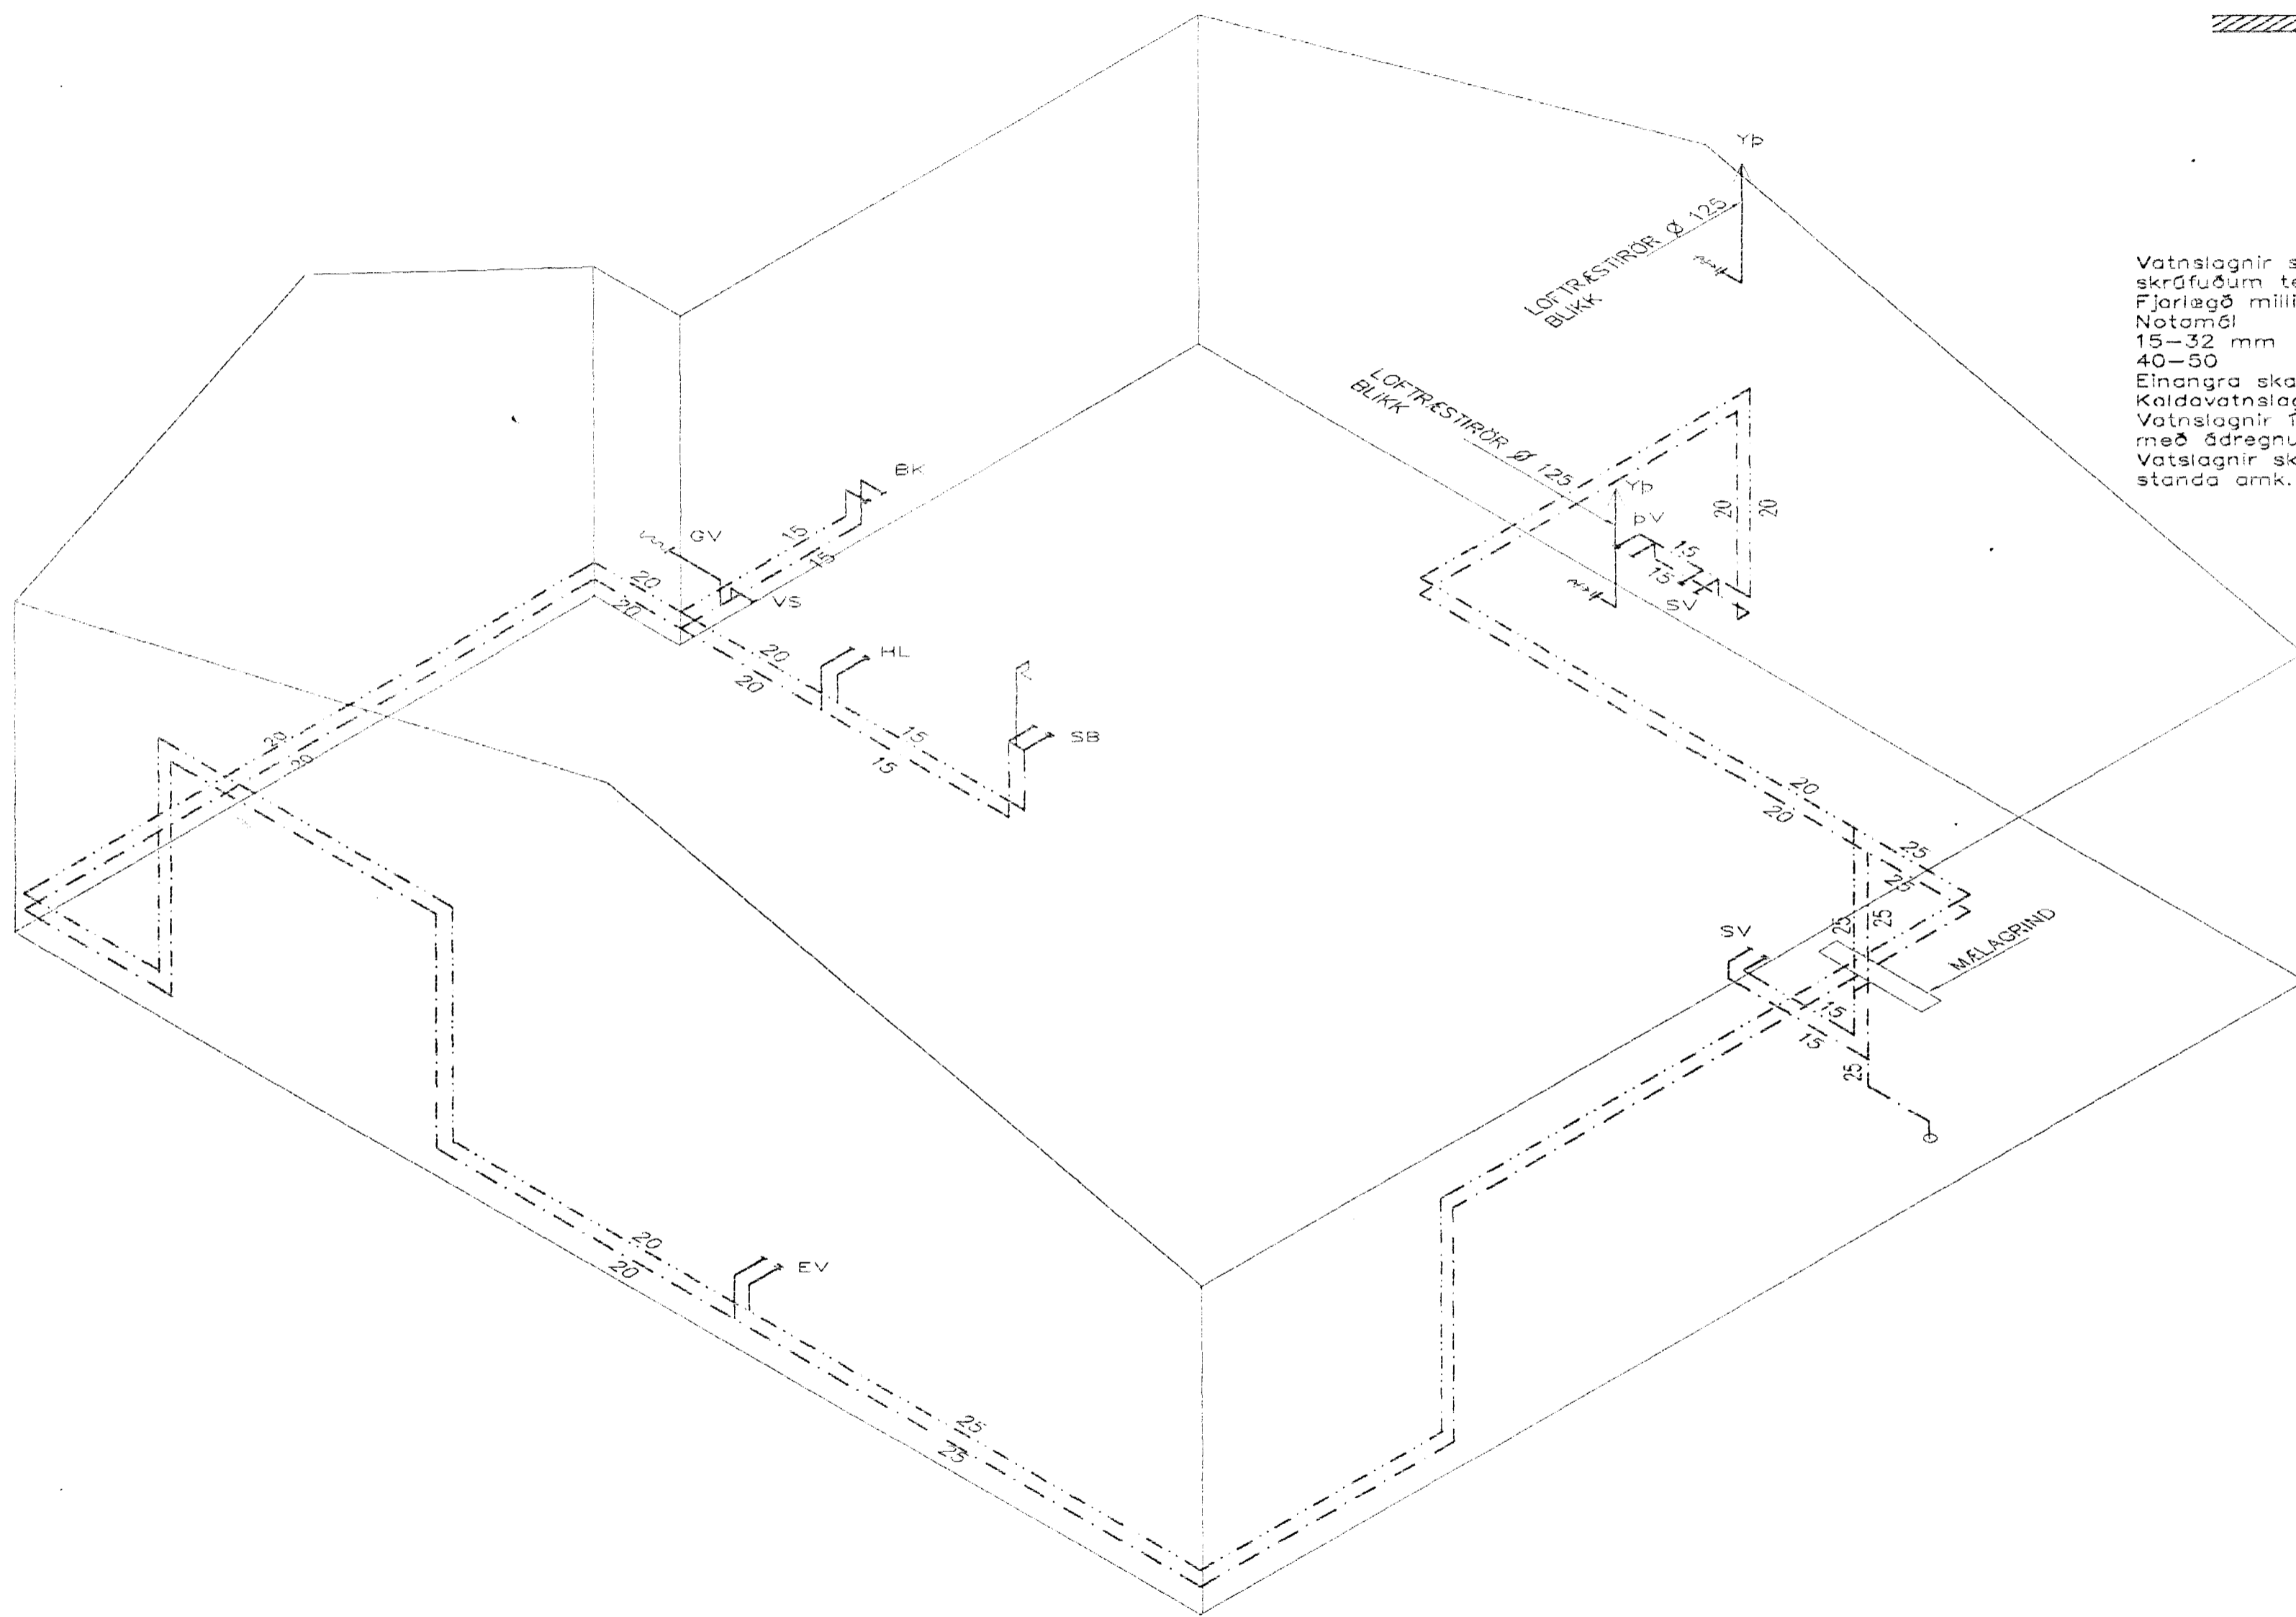 Yþ
LOFTRÆSTIRÖR Ø 125
BLIKK
Vatnslagnir s
skrúfuðum te
Fjarlægð milli
Notamál
15-32 mm
40-50
Einangra ska
Kaldavatnslag
Vatnslagnir í
með ádregnu
Vatslagnir sk
standa amk.
LOFTRÆSTIRÖR Ø 125
BLIKK
Yþ
ÞV
20
20
15
15
SV
BK
15
15
GV
VS
20
20
HL
20
20
SB
15
15
20
20
20
20
25
25
25
25
SV
MÆLAGRIND
15
15
25
20
20
EV
25
25